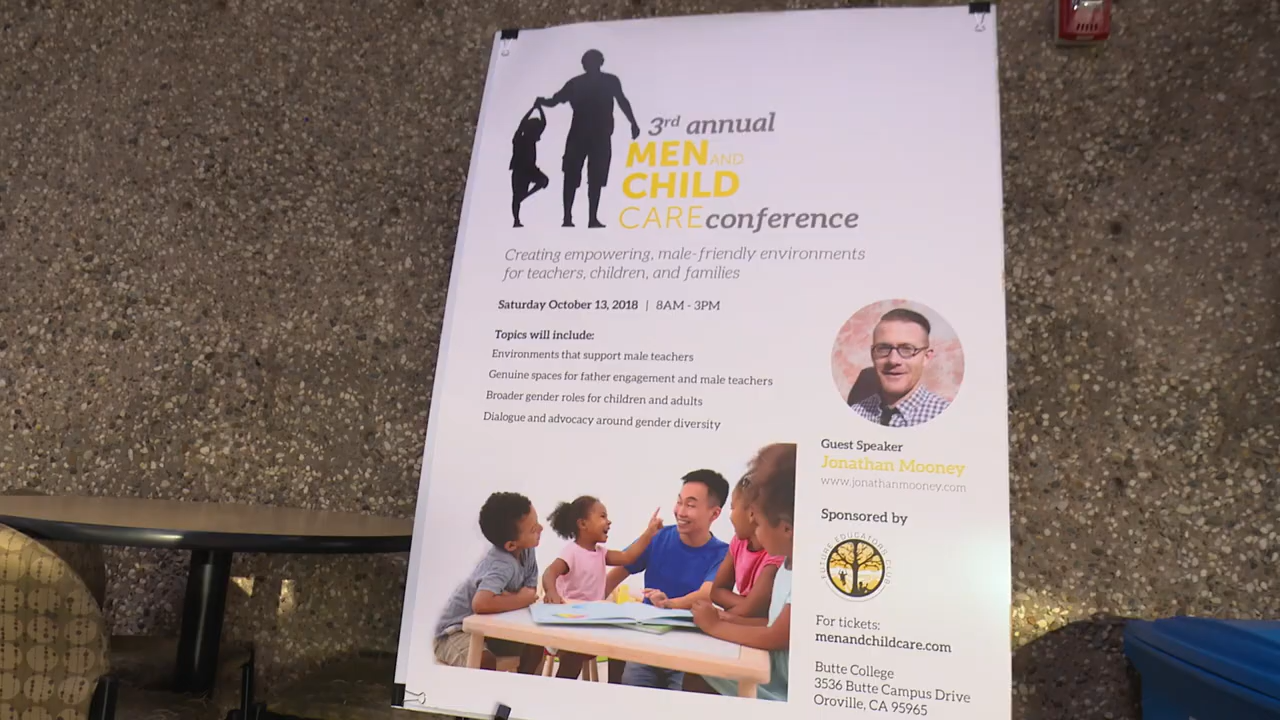 3rd annual
MEN AND
CHILD
CARE conference
Creating empowering, male-friendly environments
for teachers, children, and families
Saturday October 13, 2018 | 8AM - 3PM
Topics will include:
Environments that support male teachers
Genuine spaces for father engagement and male teachers
Broader gender roles for children and adults
Dialogue and advocacy around gender diversity
Guest Speaker
Jonathan Mooney
www.jonathanmooney.com
Sponsored by
FUTURE EDUCATORS CLUB
For tickets:
menandchildcare.com
Butte College
3536 Butte Campus Drive
Oroville, CA 95965